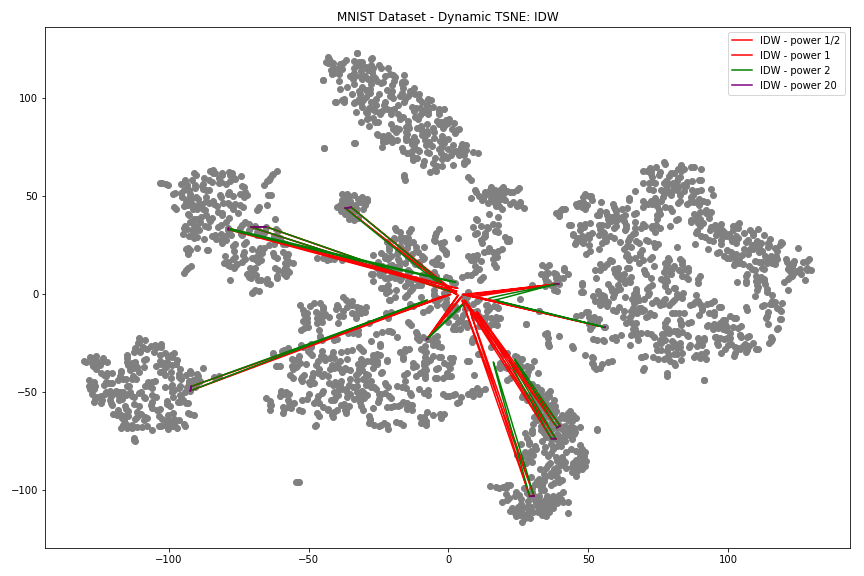 MNIST Dataset - Dynamic TSNE: IDW
IDW - power 1/2
IDW - power 1
IDW - power 2
IDW - power 20
100
50
0
−50
−100
−100
−50
0
50
100